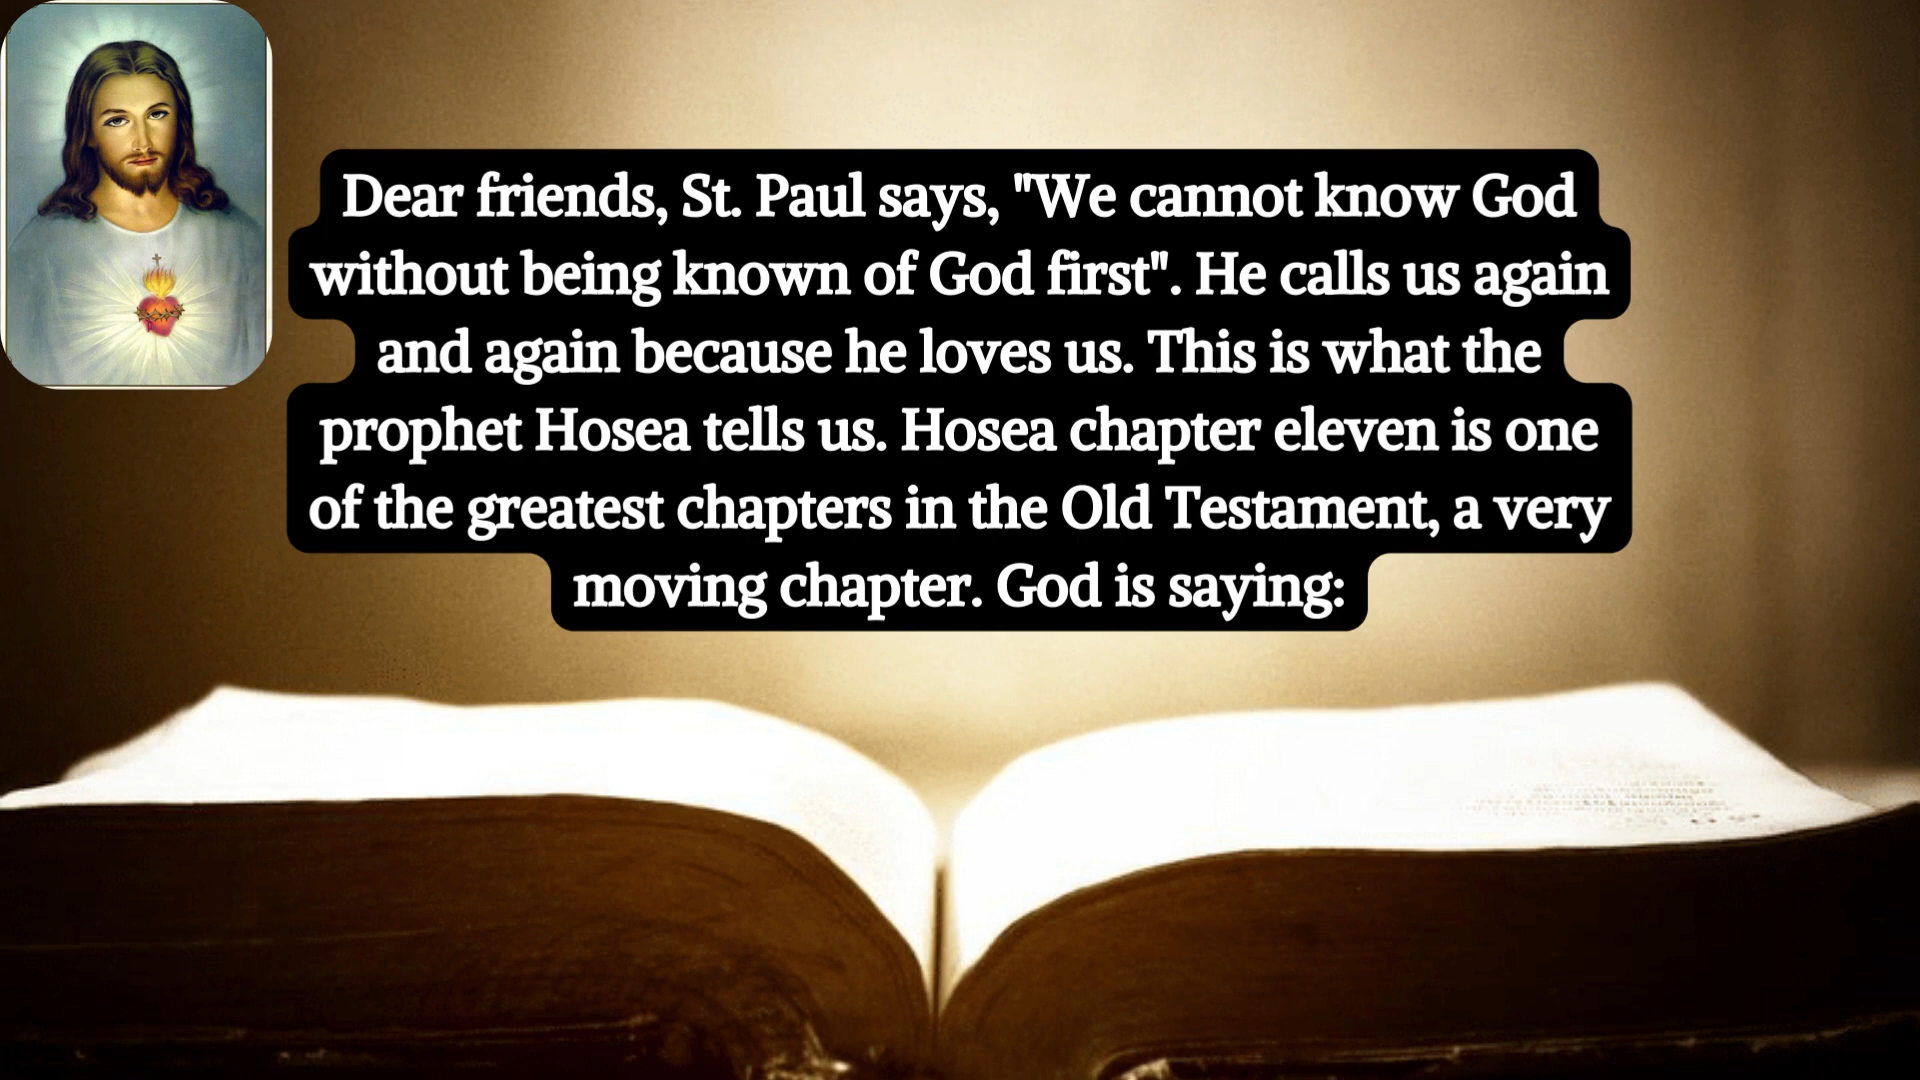 Dear friends, St. Paul says, "We cannot know God
without being known of God first". He calls us again
and again because he loves us. This is what the
prophet Hosea tells us. Hosea chapter eleven is one
of the greatest chapters in the Old Testament, a very
moving chapter. God is saying: